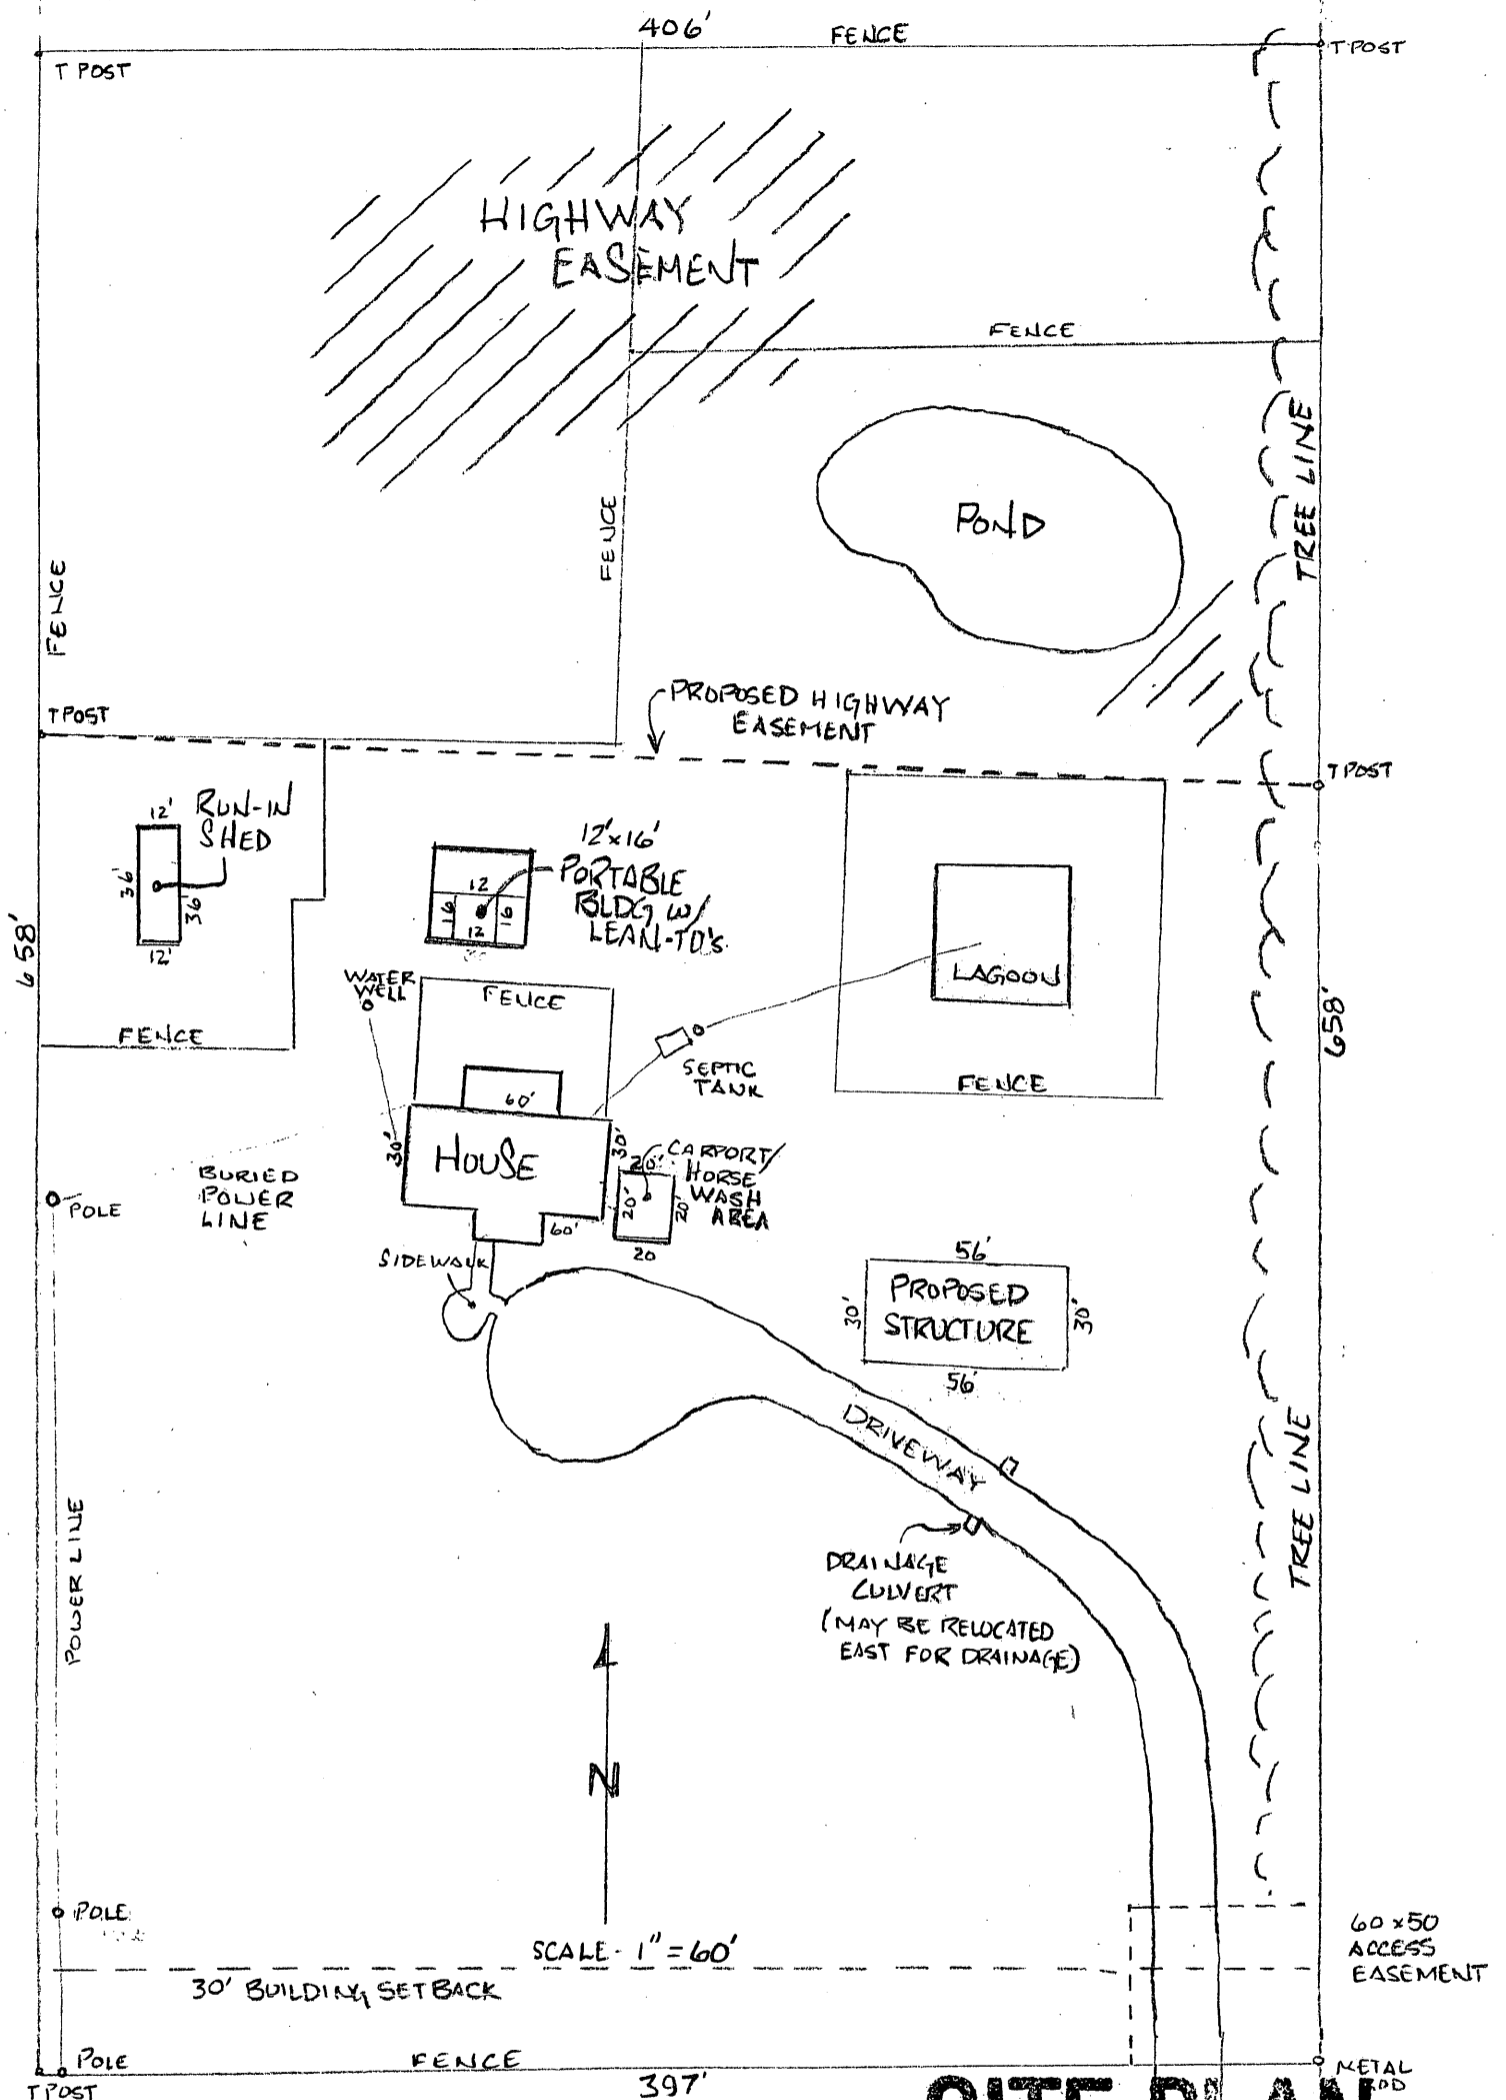 406'
FENCE
T POST
T POST
HIGHWAY
EASEMENT
FENCE
TREE LINE
POND
FENCE
FENCE
PROPOSED HIGHWAY
EASEMENT
T POST
T POST
12'
RUN-IN
SHED
36'
36'
12'
12'x16'
PORTABLE
BLDG W/
LEAN-TO'S
12
16
16
12
658'
WATER
WELL
FENCE
LAGOON
FENCE
658'
SEPTIC
TANK
FENCE
60'
30'
HOUSE
30'
60'
CARPORT/
HORSE
WASH
AREA
20'
20'
20'
20
BURIED
POWER
LINE
POLE
SIDEWALK
56'
PROPOSED
STRUCTURE
30'
30'
56'
DRIVEWAY
TREE LINE
POWER LINE
DRAINAGE
CULVERT
(MAY BE RELOCATED
EAST FOR DRAINAGE)
N
POLE
SCALE - 1" = 60'
60 x 50
ACCESS
EASEMENT
30' BUILDING SETBACK
POLE
FENCE
METAL
T POST
397'
SITE PLAN